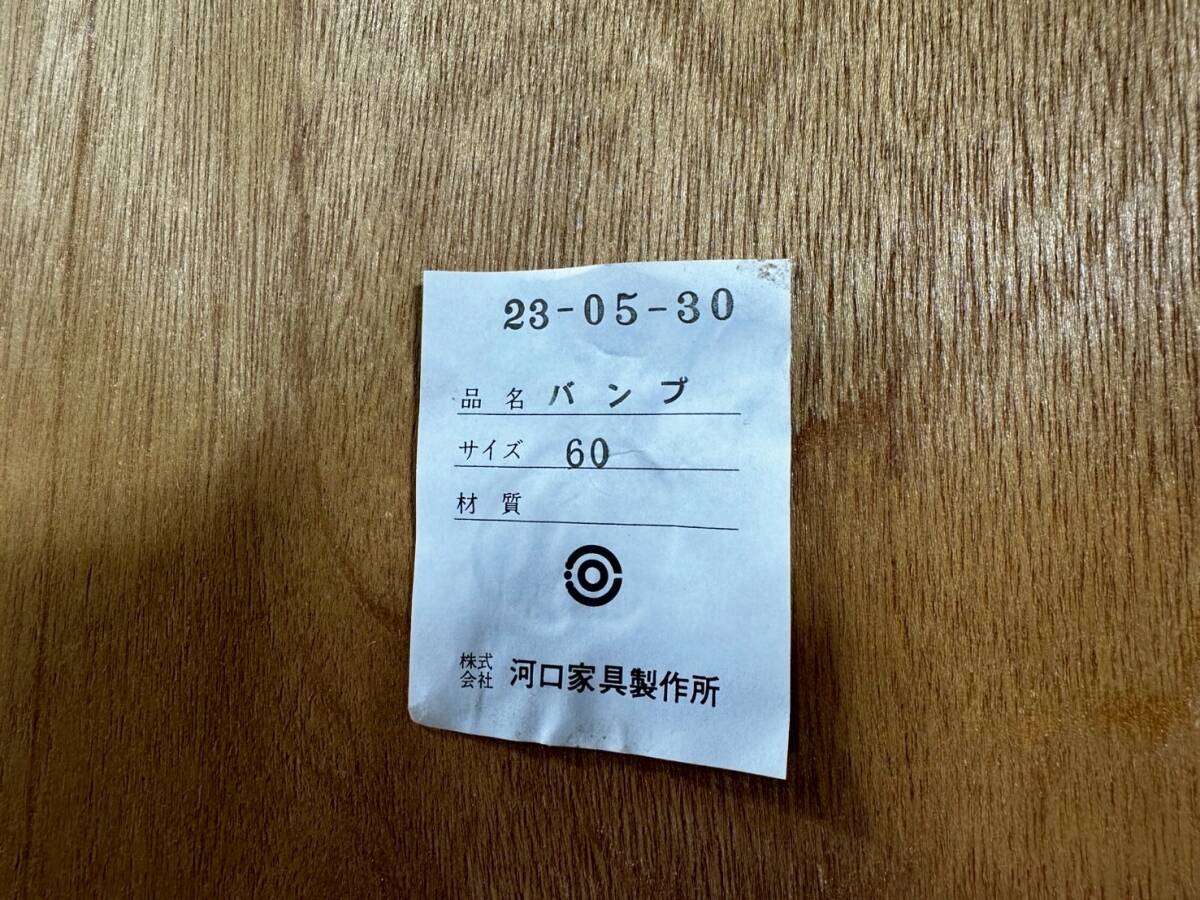 23-05-30
品名 バンプ
サイズ 60
材質
株式会社 河口家具製作所